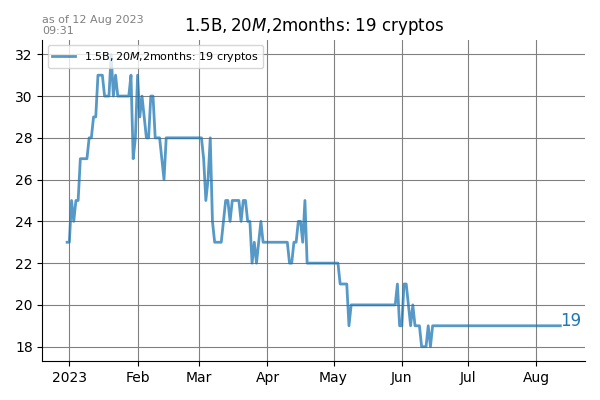 as of 12 Aug 2023
09:31
1.5B, 20M,2months: 19 cryptos
1.5B, 20M,2months: 19 cryptos
32
30
28
26
24
22
20
18
19
2023 Feb Mar Apr May Jun Jul Aug